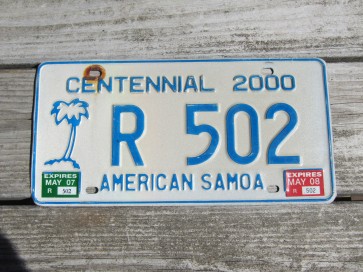 CENTENNIAL 2000
R 502
EXPIRES
MAY 07
R 502
AMERICAN SAMOA
EXPIRES
MAY 08
R 502